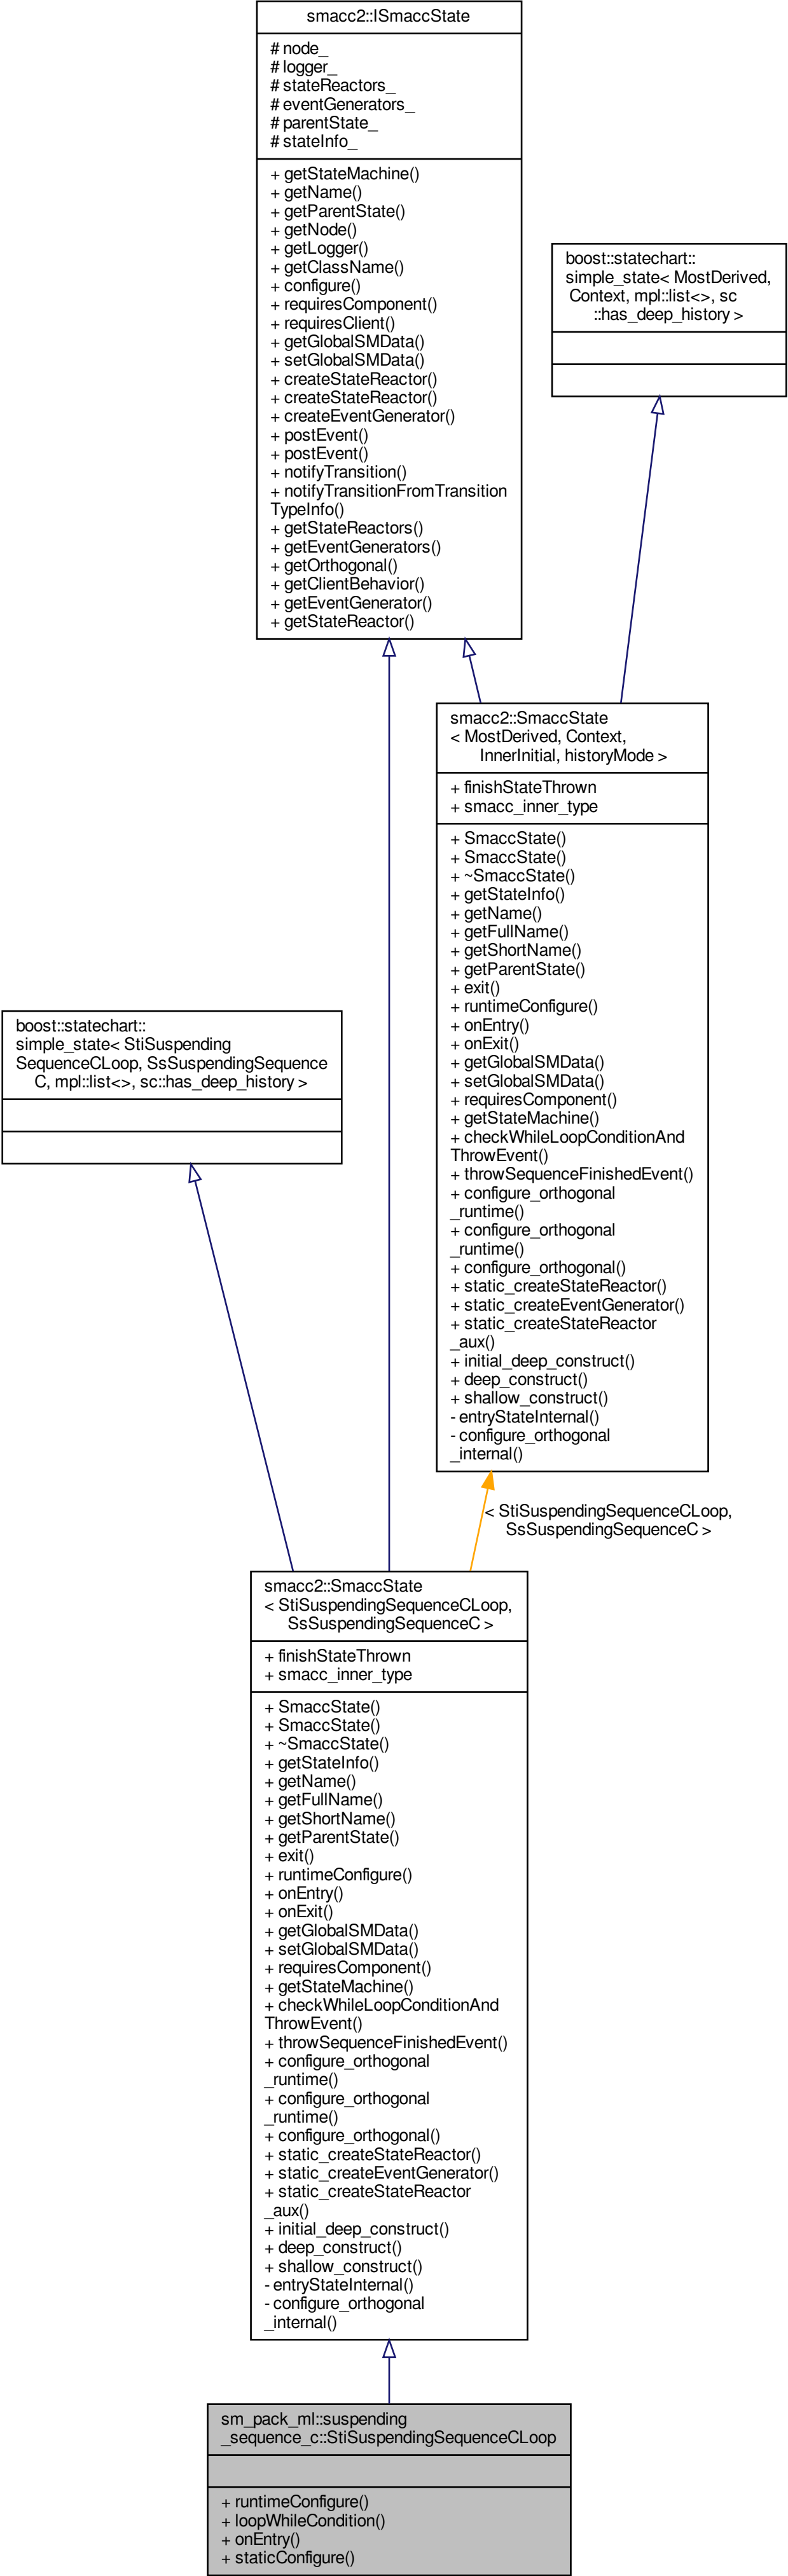 smacc2::ISmaccState
# node_
# logger_
# stateReactors_
# eventGenerators_
# parentState_
# stateInfo_
+ getStateMachine()
+ getName()
+ getParentState()
+ getNode()
+ getLogger()
+ getClassName()
+ configure()
+ requiresComponent()
+ requiresClient()
+ getGlobalSMData()
+ setGlobalSMData()
+ createStateReactor()
+ createStateReactor()
+ createEventGenerator()
+ postEvent()
+ postEvent()
+ notifyTransition()
+ notifyTransitionFromTransition
TypeInfo()
+ getStateReactors()
+ getEventGenerators()
+ getOrthogonal()
+ getClientBehavior()
+ getEventGenerator()
+ getStateReactor()
boost::statechart::
simple_state< MostDerived,
Context, mpl::list<>, sc
::has_deep_history >
smacc2::SmaccState
< MostDerived, Context,
InnerInitial, historyMode >
+ finishStateThrown
+ smacc_inner_type
+ SmaccState()
+ SmaccState()
+ ~SmaccState()
+ getStateInfo()
+ getName()
+ getFullName()
+ getShortName()
+ getParentState()
+ exit()
+ runtimeConfigure()
+ onEntry()
+ onExit()
+ getGlobalSMData()
+ setGlobalSMData()
+ requiresComponent()
+ getStateMachine()
+ checkWhileLoopConditionAnd
ThrowEvent()
+ throwSequenceFinishedEvent()
+ configure_orthogonal
_runtime()
+ configure_orthogonal
_runtime()
+ configure_orthogonal()
+ static_createStateReactor()
+ static_createEventGenerator()
+ static_createStateReactor
_aux()
+ initial_deep_construct()
+ deep_construct()
+ shallow_construct()
- entryStateInternal()
- configure_orthogonal
_internal()
boost::statechart::
simple_state< StiSuspending
SequenceCLoop, SsSuspendingSequence
C, mpl::list<>, sc::has_deep_history >
< StiSuspendingSequenceCLoop,
SsSuspendingSequenceC >
smacc2::SmaccState
< StiSuspendingSequenceCLoop,
SsSuspendingSequenceC >
+ finishStateThrown
+ smacc_inner_type
+ SmaccState()
+ SmaccState()
+ ~SmaccState()
+ getStateInfo()
+ getName()
+ getFullName()
+ getShortName()
+ getParentState()
+ exit()
+ runtimeConfigure()
+ onEntry()
+ onExit()
+ getGlobalSMData()
+ setGlobalSMData()
+ requiresComponent()
+ getStateMachine()
+ checkWhileLoopConditionAnd
ThrowEvent()
+ throwSequenceFinishedEvent()
+ configure_orthogonal
_runtime()
+ configure_orthogonal
_runtime()
+ configure_orthogonal()
+ static_createStateReactor()
+ static_createEventGenerator()
+ static_createStateReactor
_aux()
+ initial_deep_construct()
+ deep_construct()
+ shallow_construct()
- entryStateInternal()
- configure_orthogonal
_internal()
sm_pack_ml::suspending
_sequence_c::StiSuspendingSequenceCLoop
+ runtimeConfigure()
+ loopWhileCondition()
+ onEntry()
+ staticConfigure()